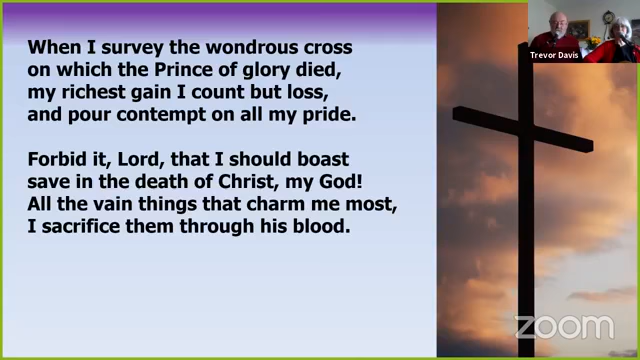 When I survey the wondrous cross
on which the Prince of glory died,
my richest gain I count but loss,
and pour contempt on all my pride.
Forbid it, Lord, that I should boast
save in the death of Christ, my God!
All the vain things that charm me most,
I sacrifice them through his blood.
Trevor Davis
zoom